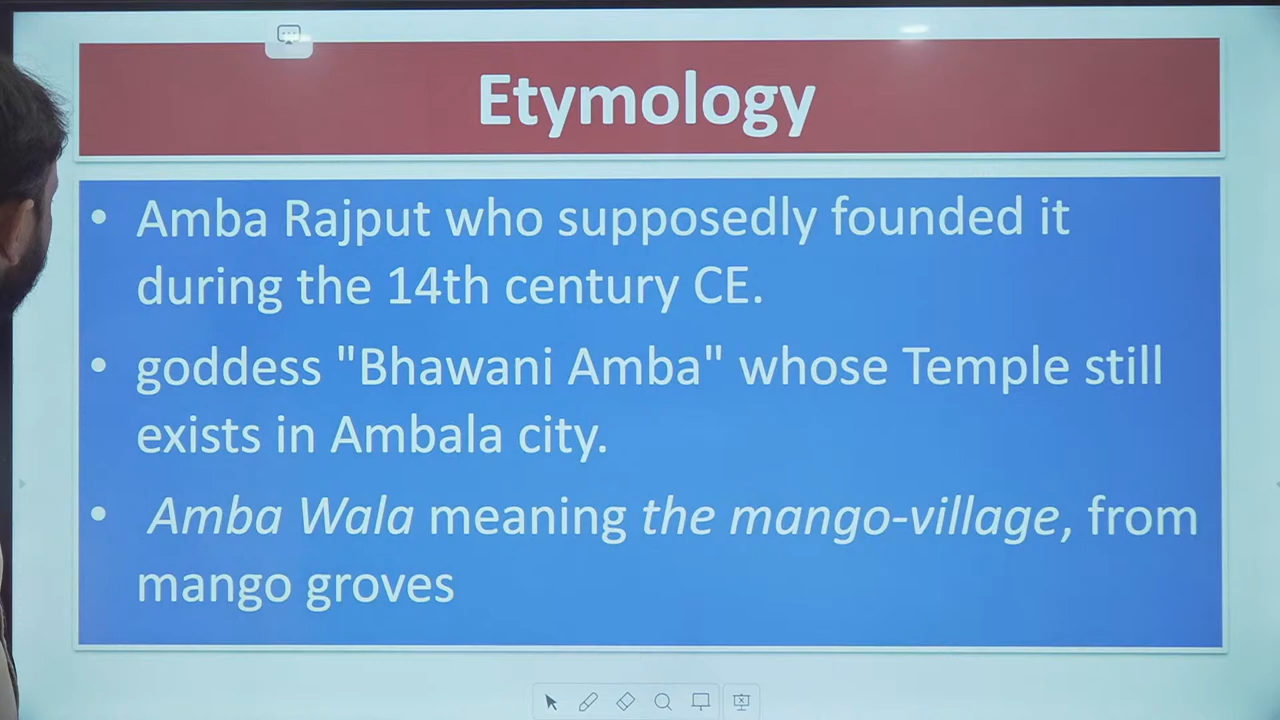 Etymology
• Amba Rajput who supposedly founded it
during the 14th century CE.
• goddess "Bhawani Amba" whose Temple still
exists in Ambala city.
• Amba Wala meaning the mango-village, from
mango groves